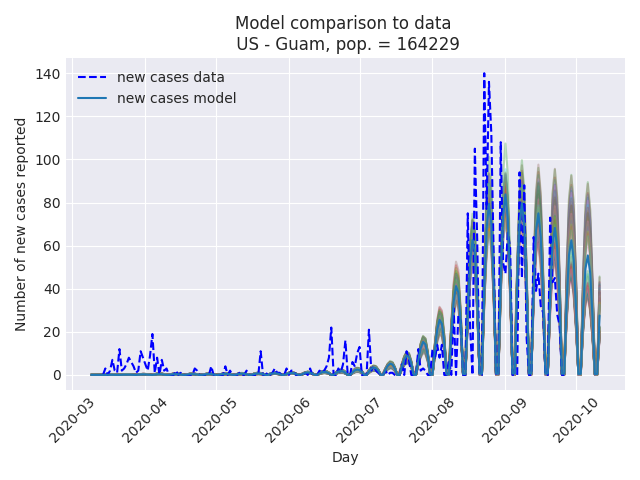 Model comparison to data
US - Guam, pop. = 164229
new cases data
new cases model
Number of new cases reported
140
120
100
80
60
40
20
0
2020-03
2020-04
2020-05
2020-06
2020-07
2020-08
2020-09
2020-10
Day